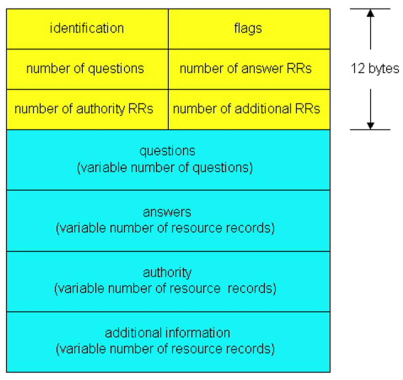 identification flags
number of questions number of answer RRs 12 bytes
number of authority RRs number of additional RRs
questions
(variable number of questions)
answers
(variable number of resource records)
authority
(variable number of resource records)
additional information
(variable number of resource records)